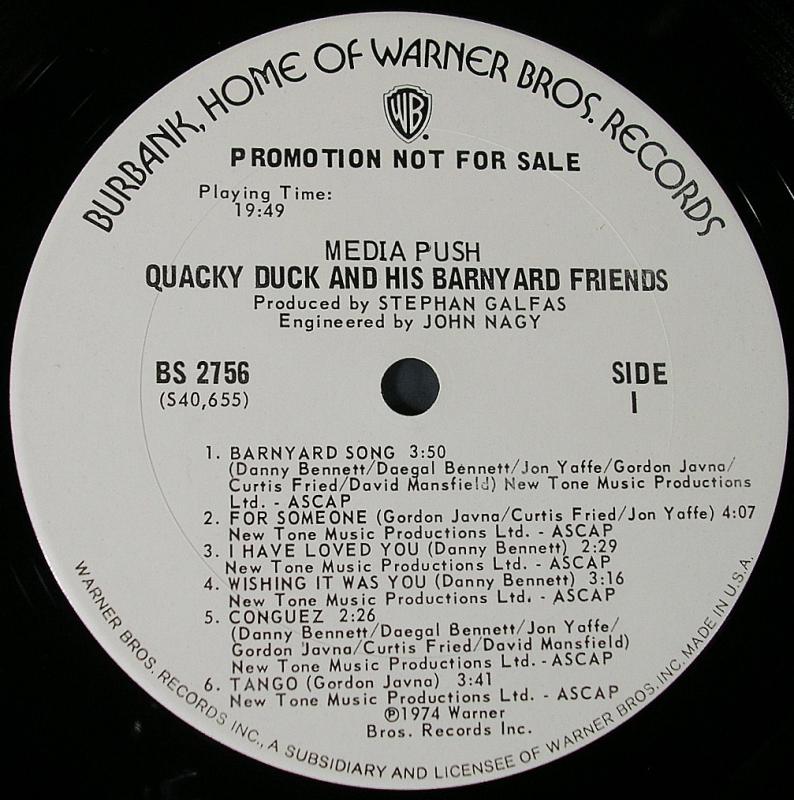 BURBANK, HOME OF WARNER BROS. RECORDS
WB
PROMOTION NOT FOR SALE
Playing Time:
19:49
MEDIA PUSH
QUACKY DUCK AND HIS BARNYARD FRIENDS
Produced by STEPHAN GALFAS
Engineered by JOHN NAGY
BS 2756
(S40,655)
SIDE
1
1. BARNYARD SONG 3:50
(Danny Bennett/Daegal Bennett/Jon Yaffe/Gordon Javna/
Curtis Fried/David Mansfield) New Tone Music Productions
Ltd. - ASCAP
2. FOR SOMEONE (Gordon Javna/Curtis Fried/Jon Yaffe) 4:07
New Tone Music Productions Ltd. - ASCAP
3. I HAVE LOVED YOU (Danny Bennett) 2:29
New Tone Music Productions Ltd. - ASCAP
4. WISHING IT WAS YOU (Danny Bennett) 3:16
New Tone Music Productions Ltd. - ASCAP
5. CONGUEZ 2:26
(Danny Bennett/Daegal Bennett/Jon Yaffe/
Gordon Javna/Curtis Fried/David Mansfield)
New Tone Music Productions Ltd. - ASCAP
6. TANGO (Gordon Javna) 3:41
New Tone Music Productions Ltd. - ASCAP
℗1974 Warner
Bros. Records Inc.
WARNER BROS. RECORDS INC., A SUBSIDIARY AND LICENSEE OF WARNER BROS. INC. MADE IN U.S.A.